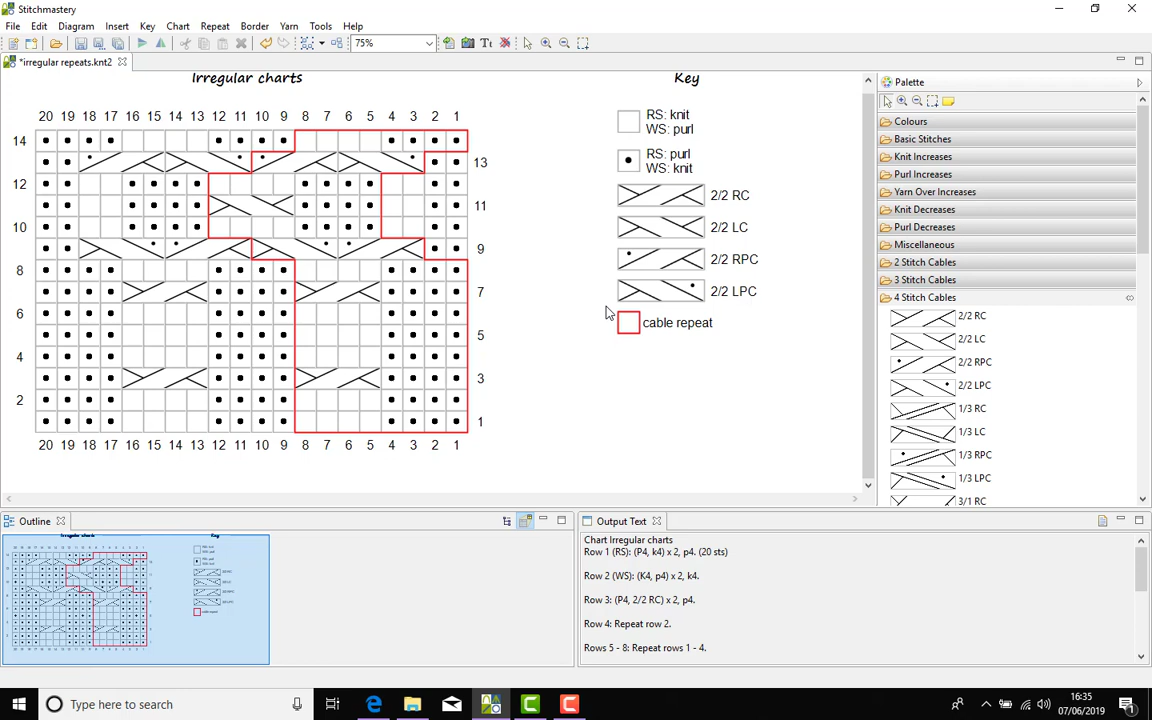 Stitchmastery
File Edit Diagram Insert Key Chart Repeat Border Yarn Tools Help
75%
*irregular repeats.knt2
Irregular charts
20 19 18 17 16 15 14 13 12 11 10 9 8 7 6 5 4 3 2 1
14
13
12
11
10
9
8
7
6
5
4
3
2
1
20 19 18 17 16 15 14 13 12 11 10 9 8 7 6 5 4 3 2 1
Key
RS: knit
WS: purl
RS: purl
WS: knit
2/2 RC
2/2 LC
2/2 RPC
2/2 LPC
cable repeat
Palette
Colours
Basic Stitches
Knit Increases
Purl Increases
Yarn Over Increases
Knit Decreases
Purl Decreases
Miscellaneous
2 Stitch Cables
3 Stitch Cables
4 Stitch Cables
2/2 RC
2/2 LC
2/2 RPC
2/2 LPC
1/3 RC
1/3 LC
1/3 RPC
1/3 LPC
3/1 RC
Outline
Output Text
Chart Irregular charts
Row 1 (RS): (P4, k4) x 2, p4. (20 sts)
Row 2 (WS): (K4, p4) x 2, k4.
Row 3: (P4, 2/2 RC) x 2, p4.
Row 4: Repeat row 2.
Rows 5 - 8: Repeat rows 1 - 4.
Type here to search
16:35
07/06/2019
1